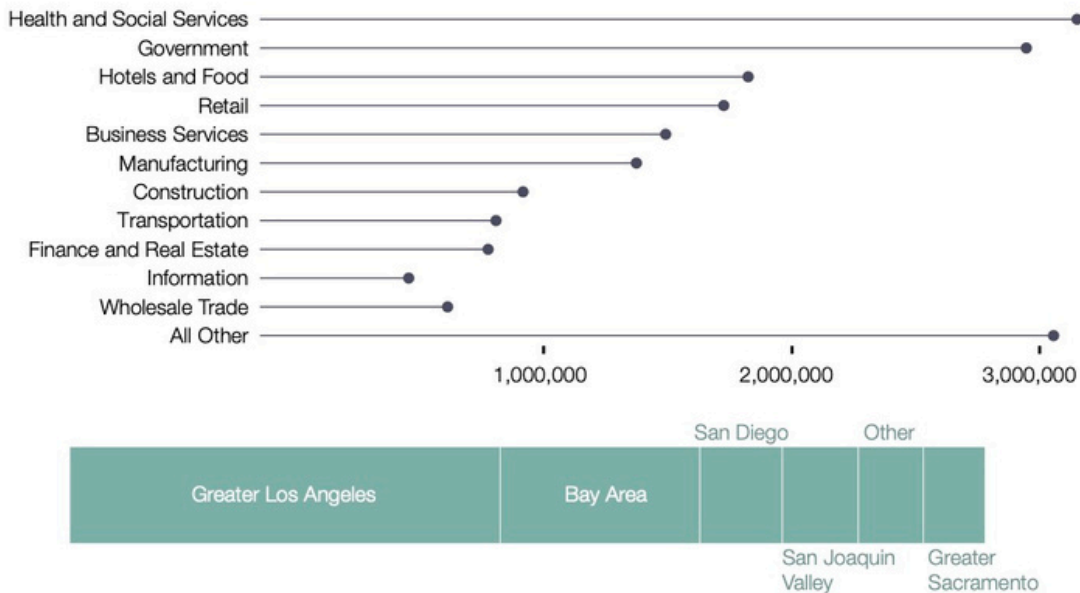 Health and Social Services
Government
Hotels and Food
Retail
Business Services
Manufacturing
Construction
Transportation
Finance and Real Estate
Information
Wholesale Trade
All Other
1,000,000 2,000,000 3,000,000
San Diego Other
Greater Los Angeles Bay Area
San Joaquin Greater
Valley Sacramento